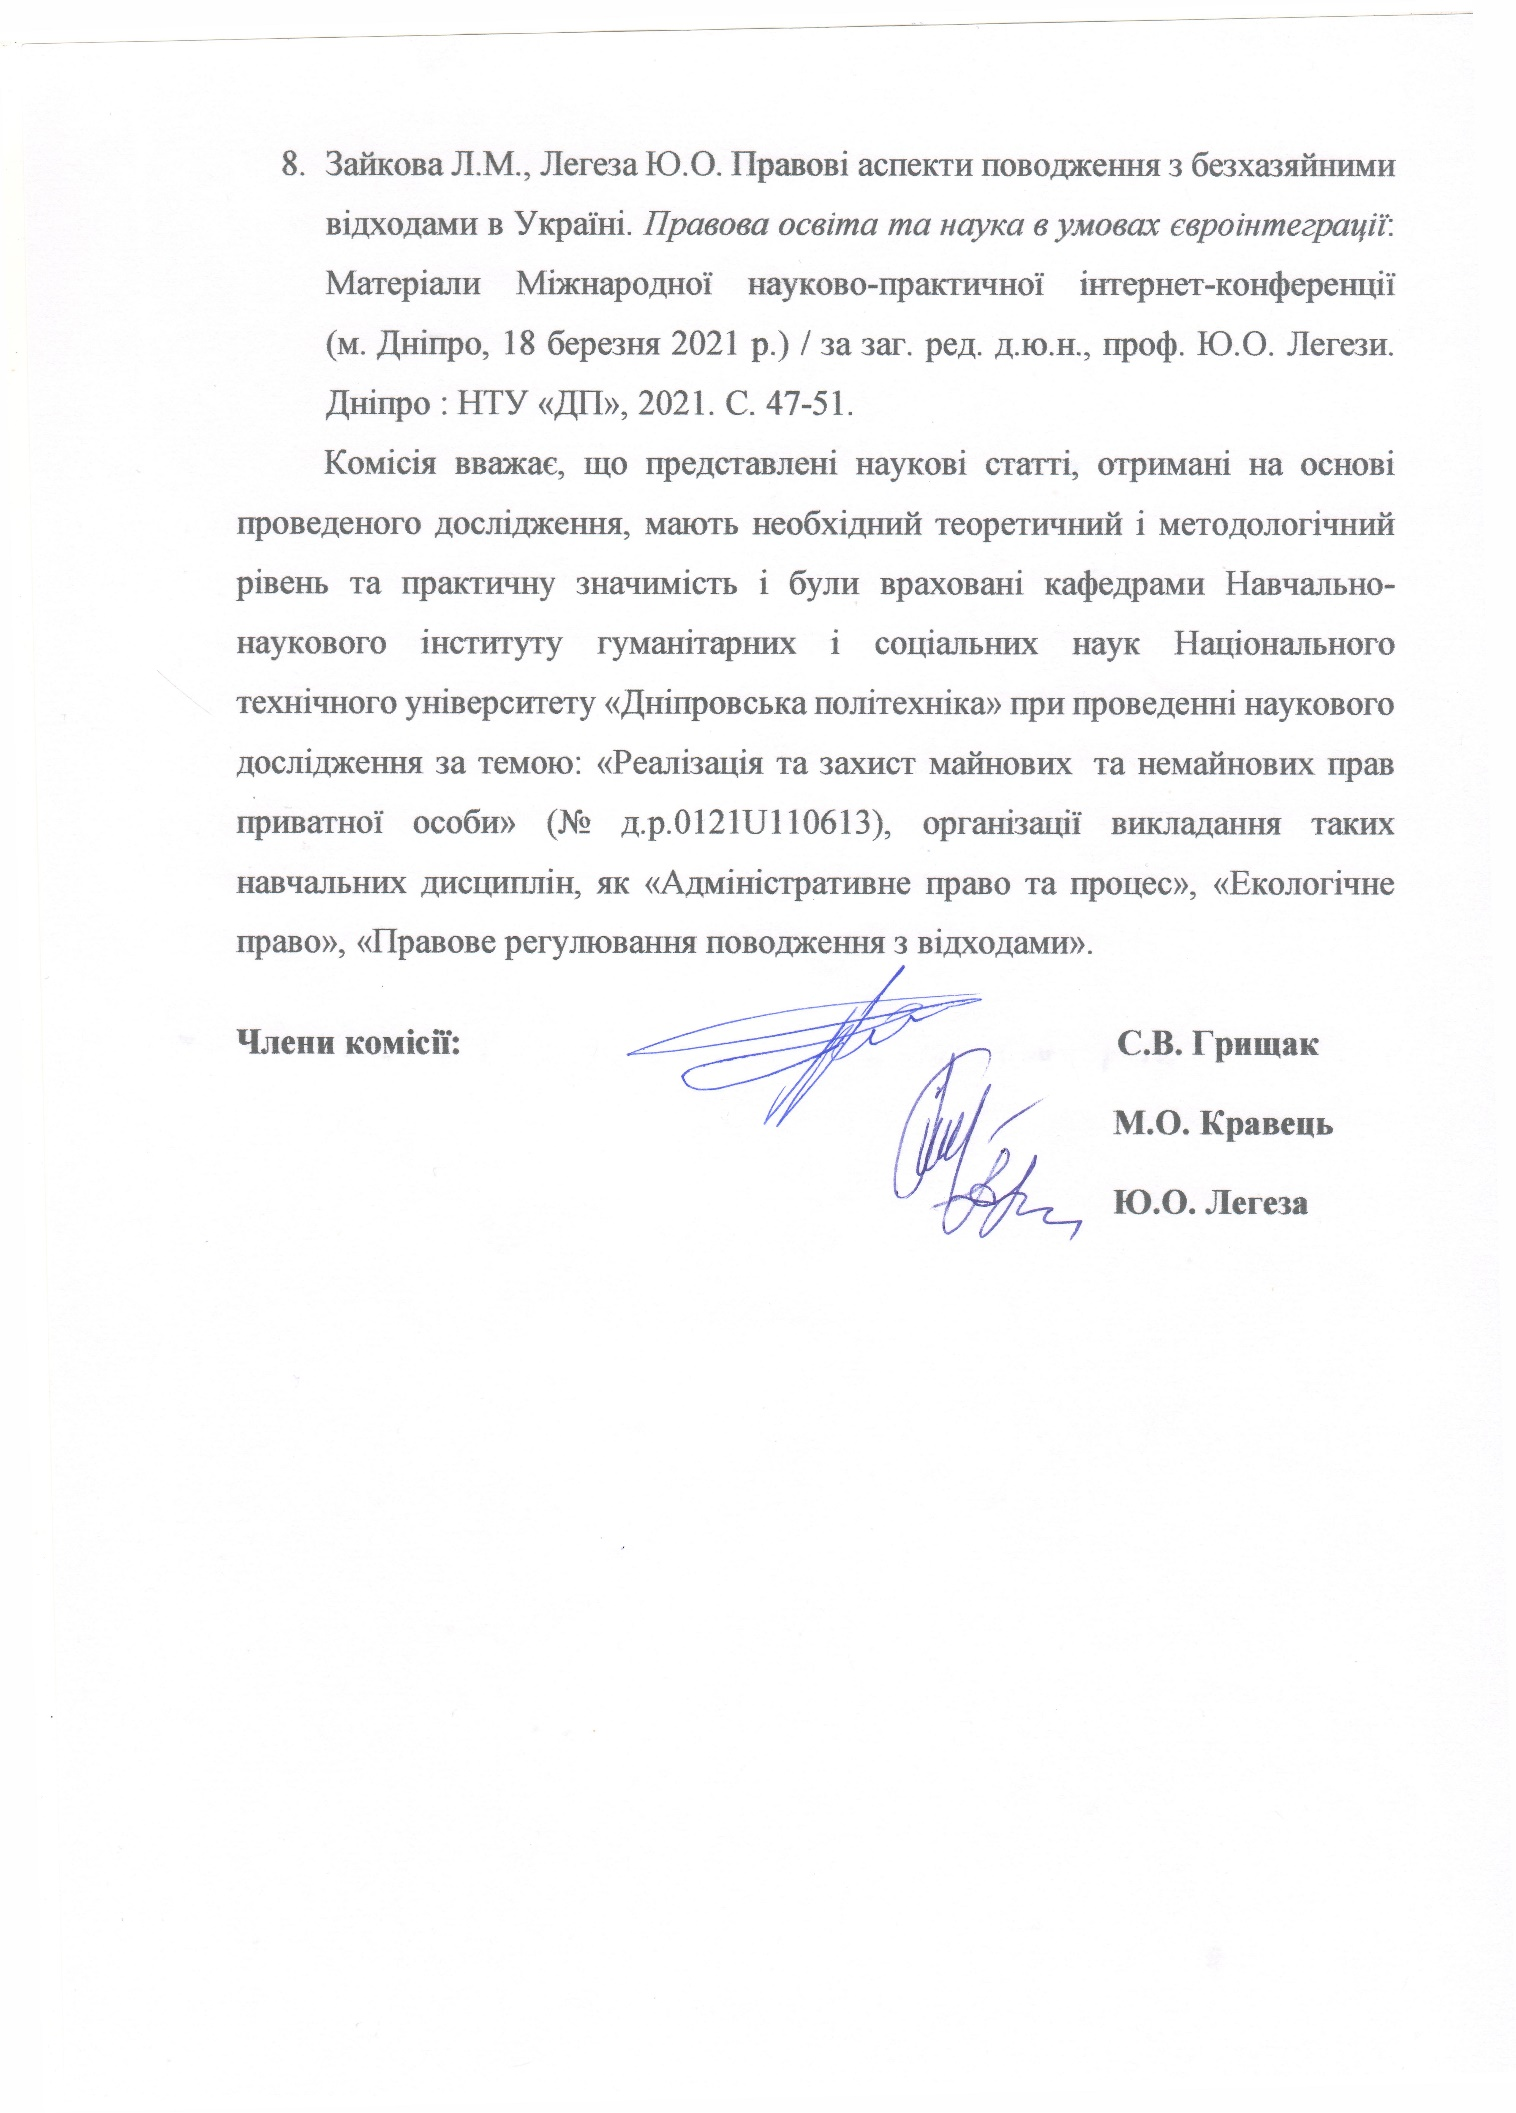 8. Зайкова Л.М., Легеза Ю.О. Правові аспекти поводження з безхазяйними
відходами в Україні. Правова освіта та наука в умовах євроінтеграції:
Матеріали Міжнародної науково-практичної інтернет-конференції
(м. Дніпро, 18 березня 2021 р.) / за заг. ред. д.ю.н., проф. Ю.О. Легези.
Дніпро : НТУ «ДП», 2021. С. 47-51.
Комісія вважає, що представлені наукові статті, отримані на основі
проведеного дослідження, мають необхідний теоретичний і методологічний
рівень та практичну значимість і були враховані кафедрами Навчально-
наукового інституту гуманітарних і соціальних наук Національного
технічного університету «Дніпровська політехніка» при проведенні наукового
дослідження за темою: «Реалізація та захист майнових та немайнових прав
приватної особи» (№ д.р.0121U110613), організації викладання таких
навчальних дисциплін, як «Адміністративне право та процес», «Екологічне
право», «Правове регулювання поводження з відходами».
Члени комісії: С.В. Грищак
М.О. Кравець
Ю.О. Легеза